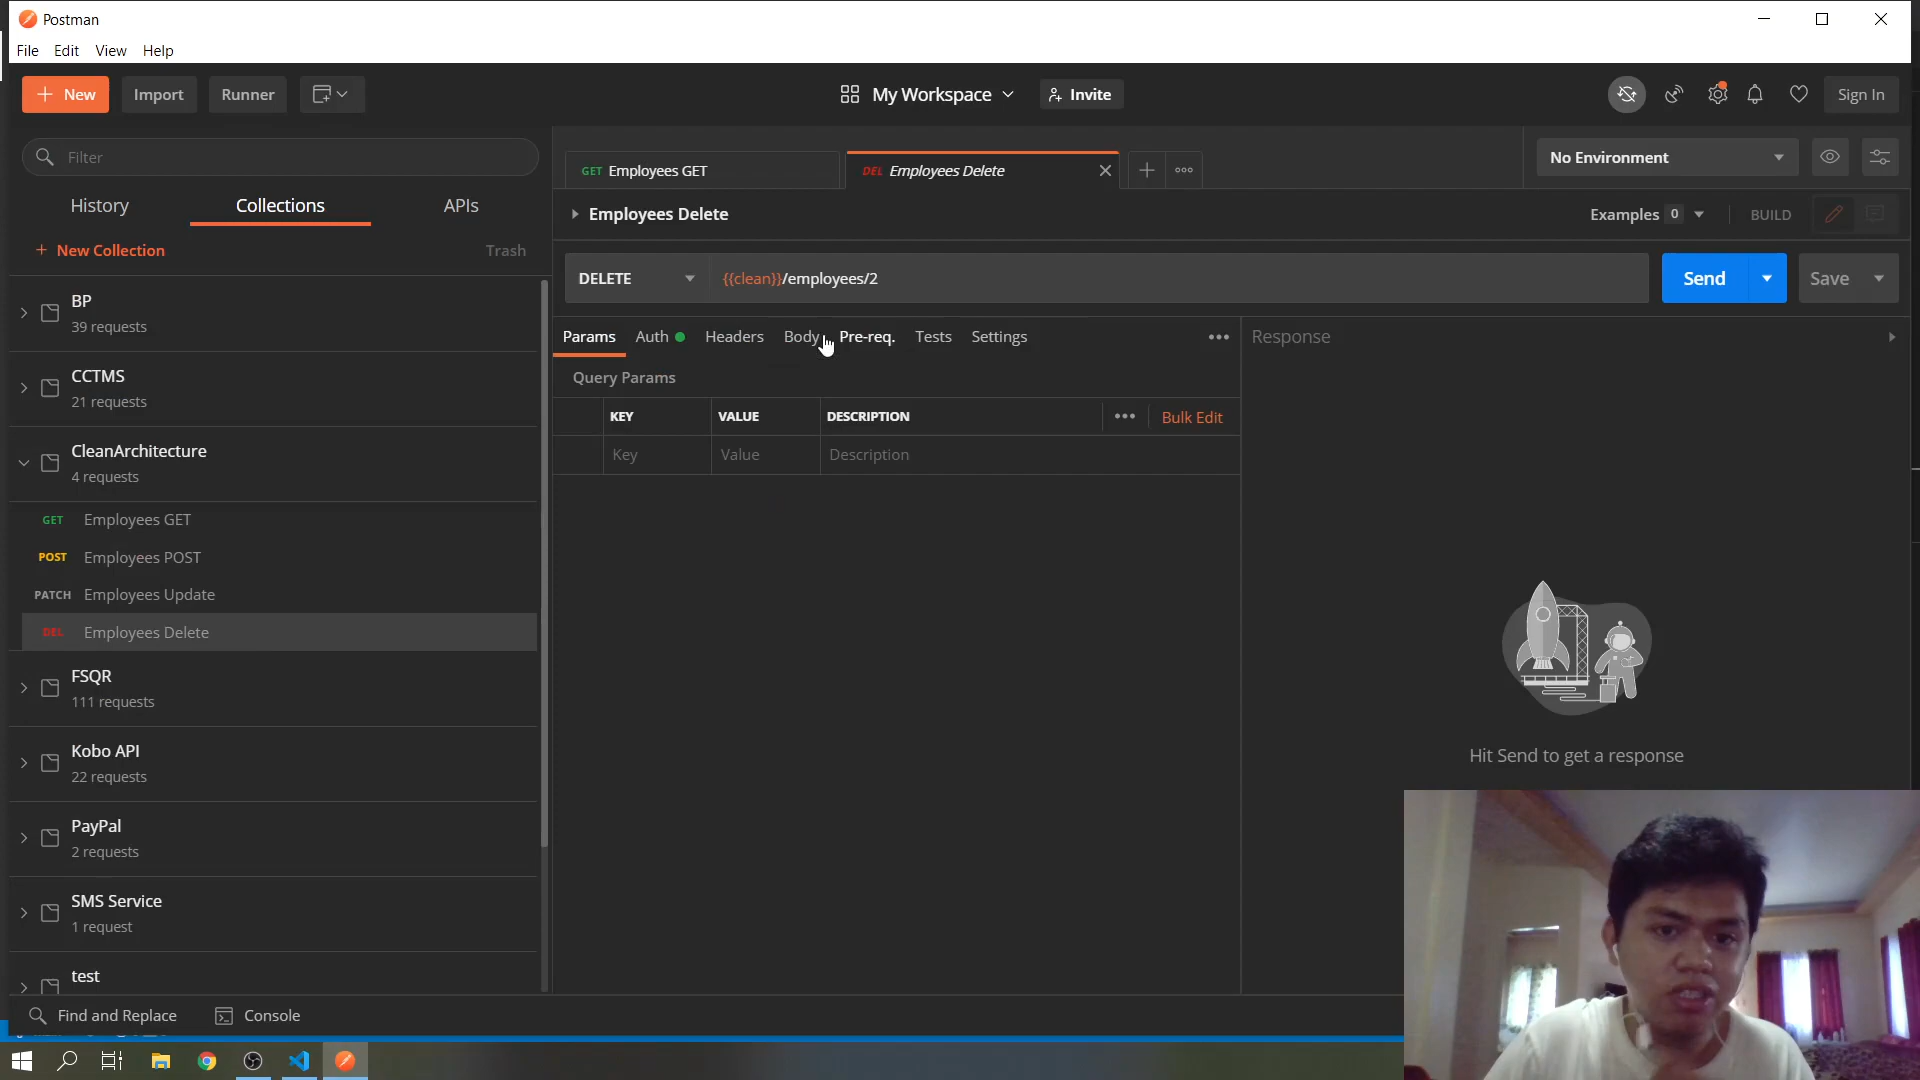 Postman
File Edit View Help
New Import Runner My Workspace Invite Sign In
Filter
History Collections APIs
+ New Collection Trash
BP
39 requests
CCTMS
21 requests
CleanArchitecture
4 requests
GET Employees GET
POST Employees POST
PATCH Employees Update
DEL Employees Delete
FSQR
111 requests
Kobo API
22 requests
PayPal
2 requests
SMS Service
1 request
test
GET Employees GET DEL Employees Delete
No Environment
Employees Delete
Examples 0 BUILD
DELETE {{clean}}/employees/2 Send Save
Params Auth Headers Body Pre-req. Tests Settings
Query Params
KEY VALUE DESCRIPTION Bulk Edit
Key Value Description
Response
Hit Send to get a response
Find and Replace Console